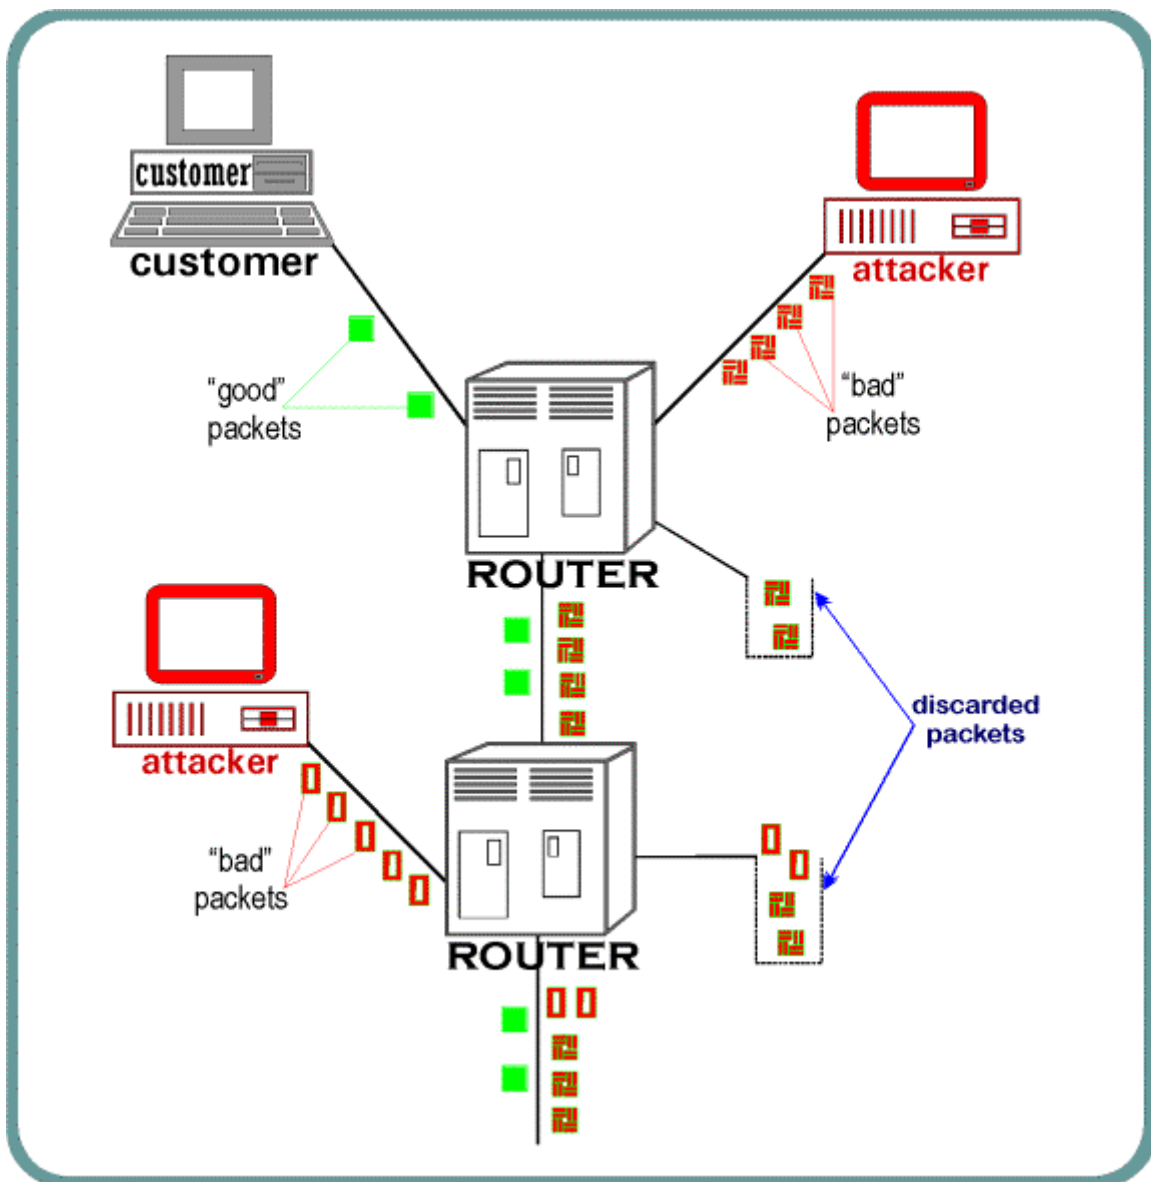 customer
customer
attacker
“good”
packets
“bad”
packets
ROUTER
attacker
discarded
packets
“bad”
packets
ROUTER